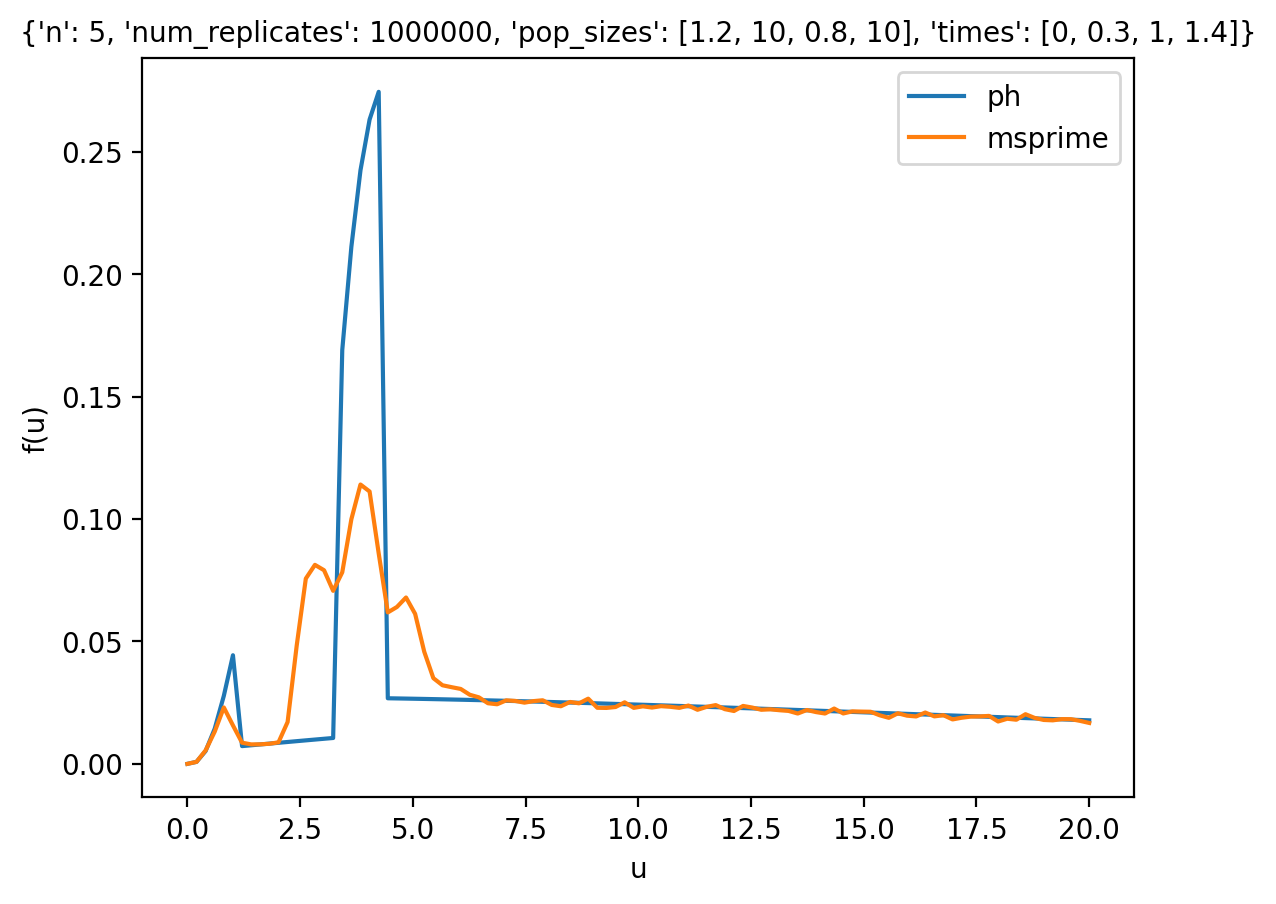 {'n': 5, 'num_replicates': 1000000, 'pop_sizes': [1.2, 10, 0.8, 10], 'times': [0, 0.3, 1, 1.4]}
ph
msprime
0.25
0.20
0.15
0.10
0.05
0.00
f(u)
0.0 2.5 5.0 7.5 10.0 12.5 15.0 17.5 20.0
u